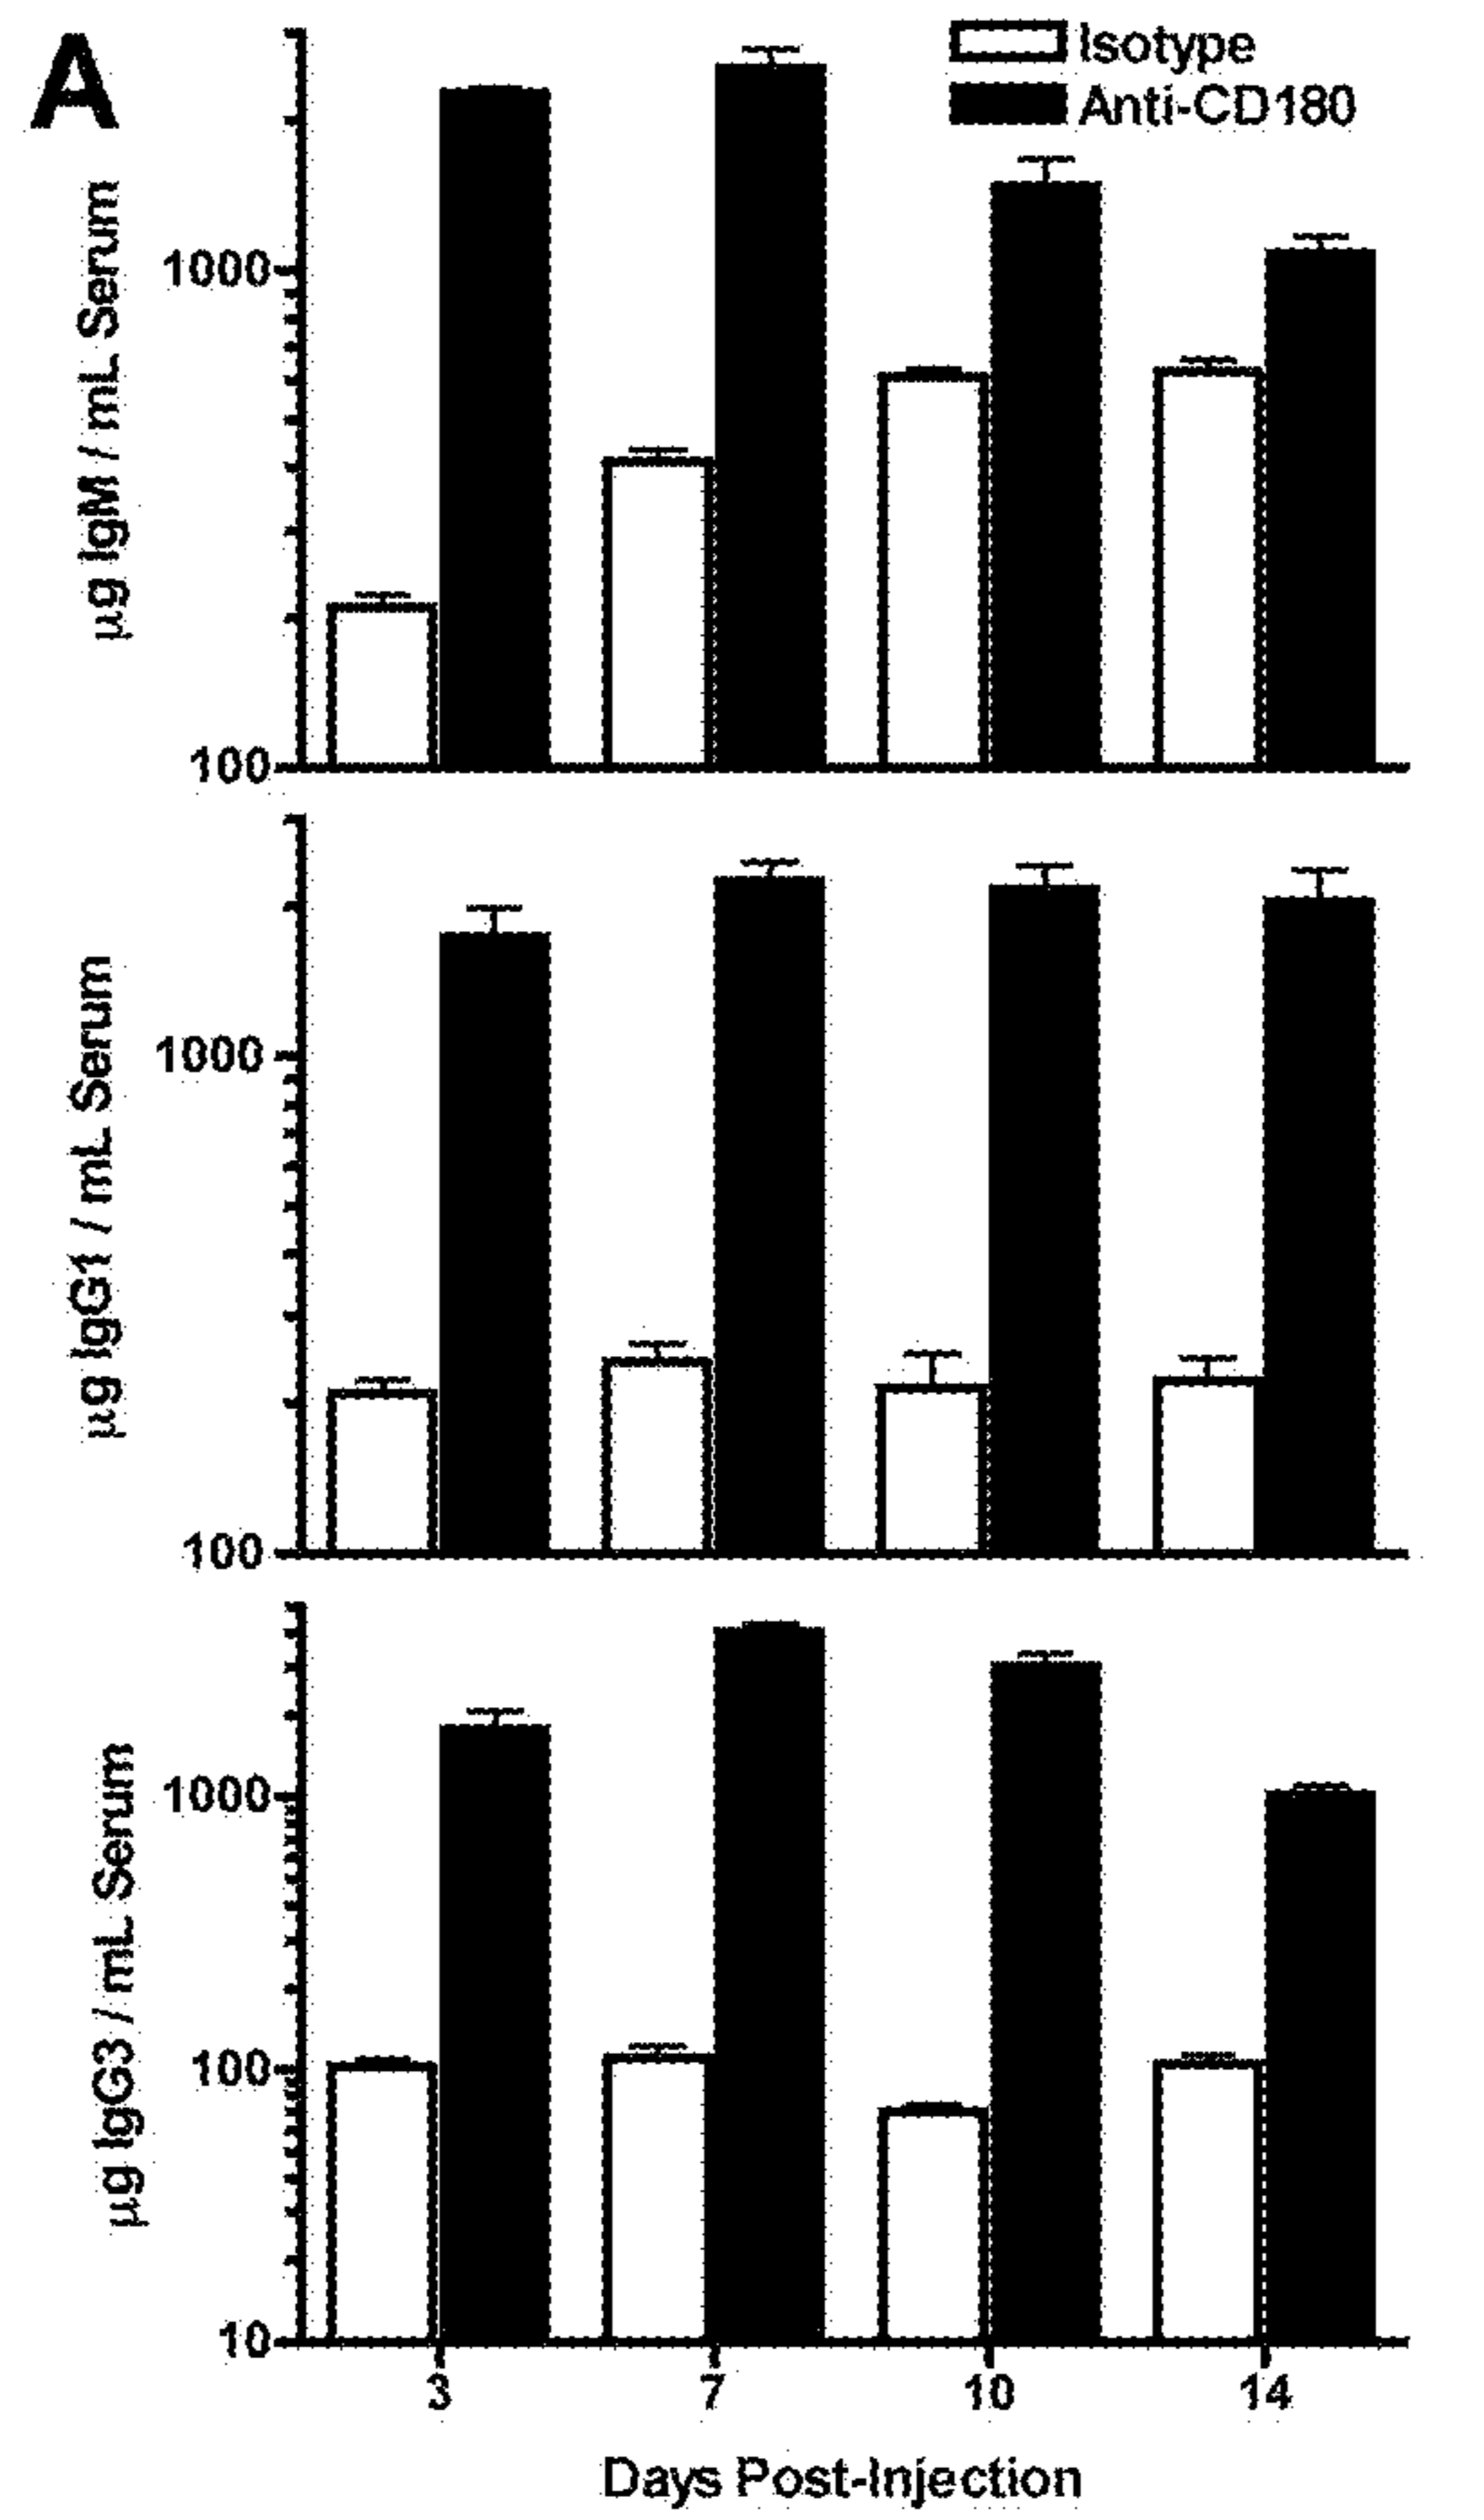 A
Isotype
Anti-CD180
µg IgM / mL Serum
1000
100
µg IgG1 / mL Serum
1000
100
µg IgG3 / mL Serum
1000
100
10
3 7 10 14
Days Post-Injection